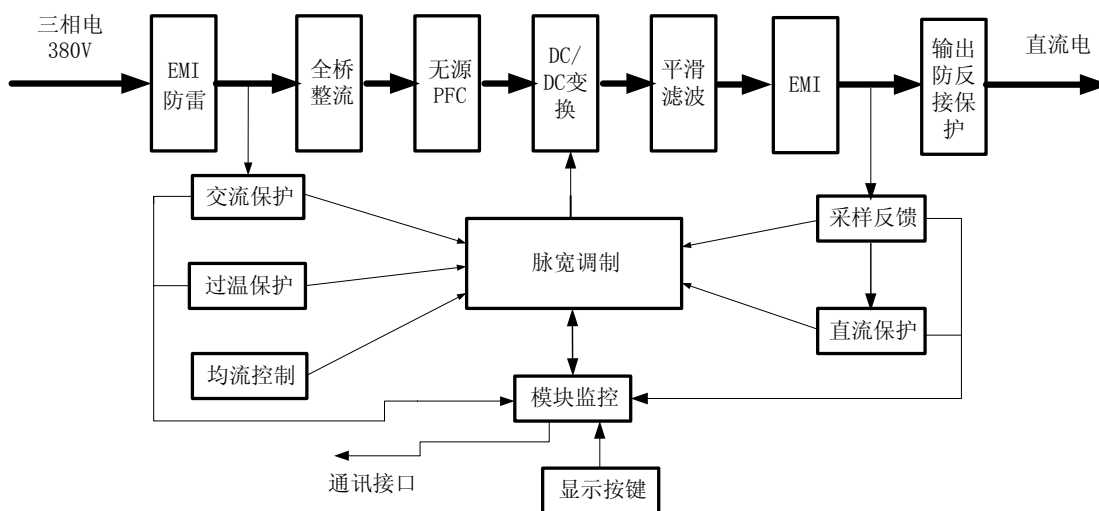 三相电
380V
EMI
防雷
全桥
整流
无源
PFC
DC/
DC变
换
平滑
滤波
EMI
输出
防反
接保
护
直流电
交流保护
采样反馈
脉宽调制
过温保护
直流保护
均流控制
模块监控
通讯接口
显示按键